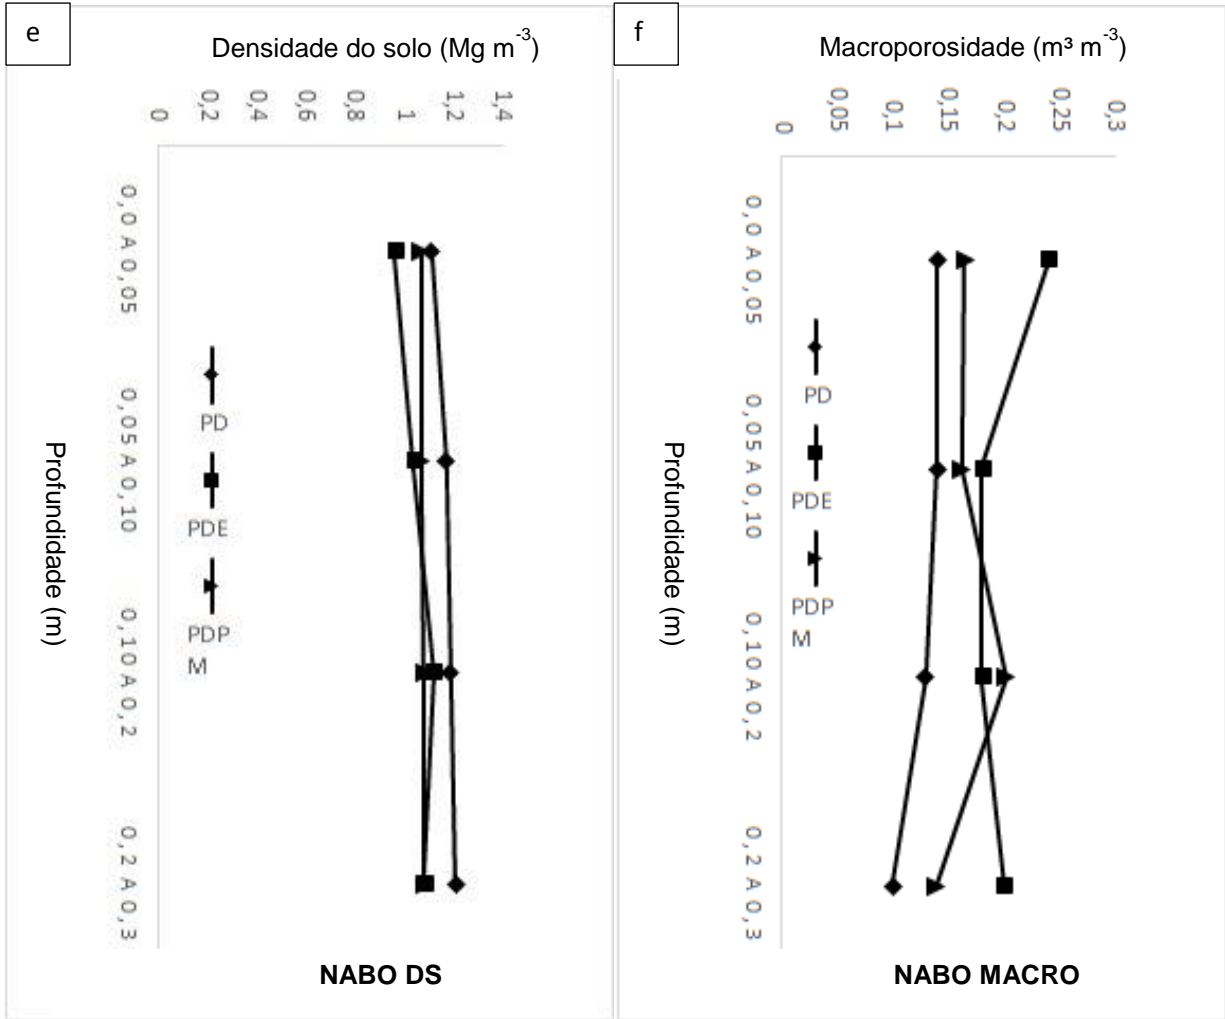 e
Densidade do solo (Mg m⁻³)
0
0,2
0,4
0,6
0,8
1
1,2
1,4
Profundidade (m)
0,0 A 0,05
0,05 A 0,10
0,10 A 0,2
0,2 A 0,3
PD
PDE
PDP
M
NABO DS
f
Macroporosidade (m³ m⁻³)
0
0,05
0,1
0,15
0,2
0,25
0,3
Profundidade (m)
0,0 A 0,05
0,05 A 0,10
0,10 A 0,2
0,2 A 0,3
PD
PDE
PDP
M
NABO MACRO